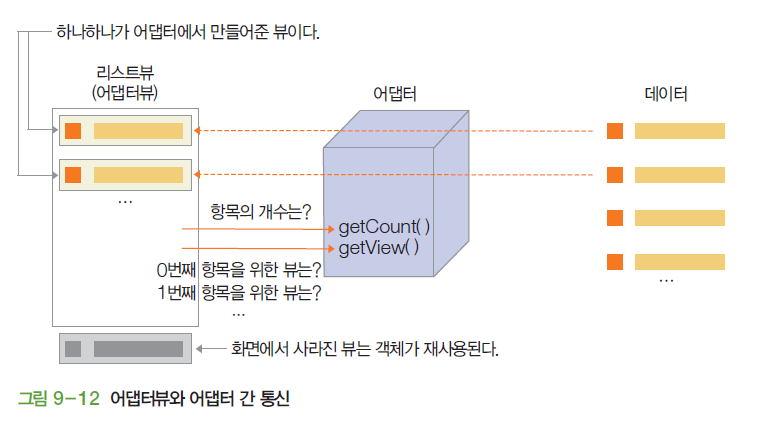 하나하나가 어댑터에서 만들어준 뷰이다.
리스트뷰
(어댑터뷰)
어댑터
데이터
...
항목의 개수는?
getCount( )
getView( )
0번째 항목을 위한 뷰는?
1번째 항목을 위한 뷰는?
...
...
화면에서 사라진 뷰는 객체가 재사용된다.
그림 9-12 어댑터뷰와 어댑터 간 통신